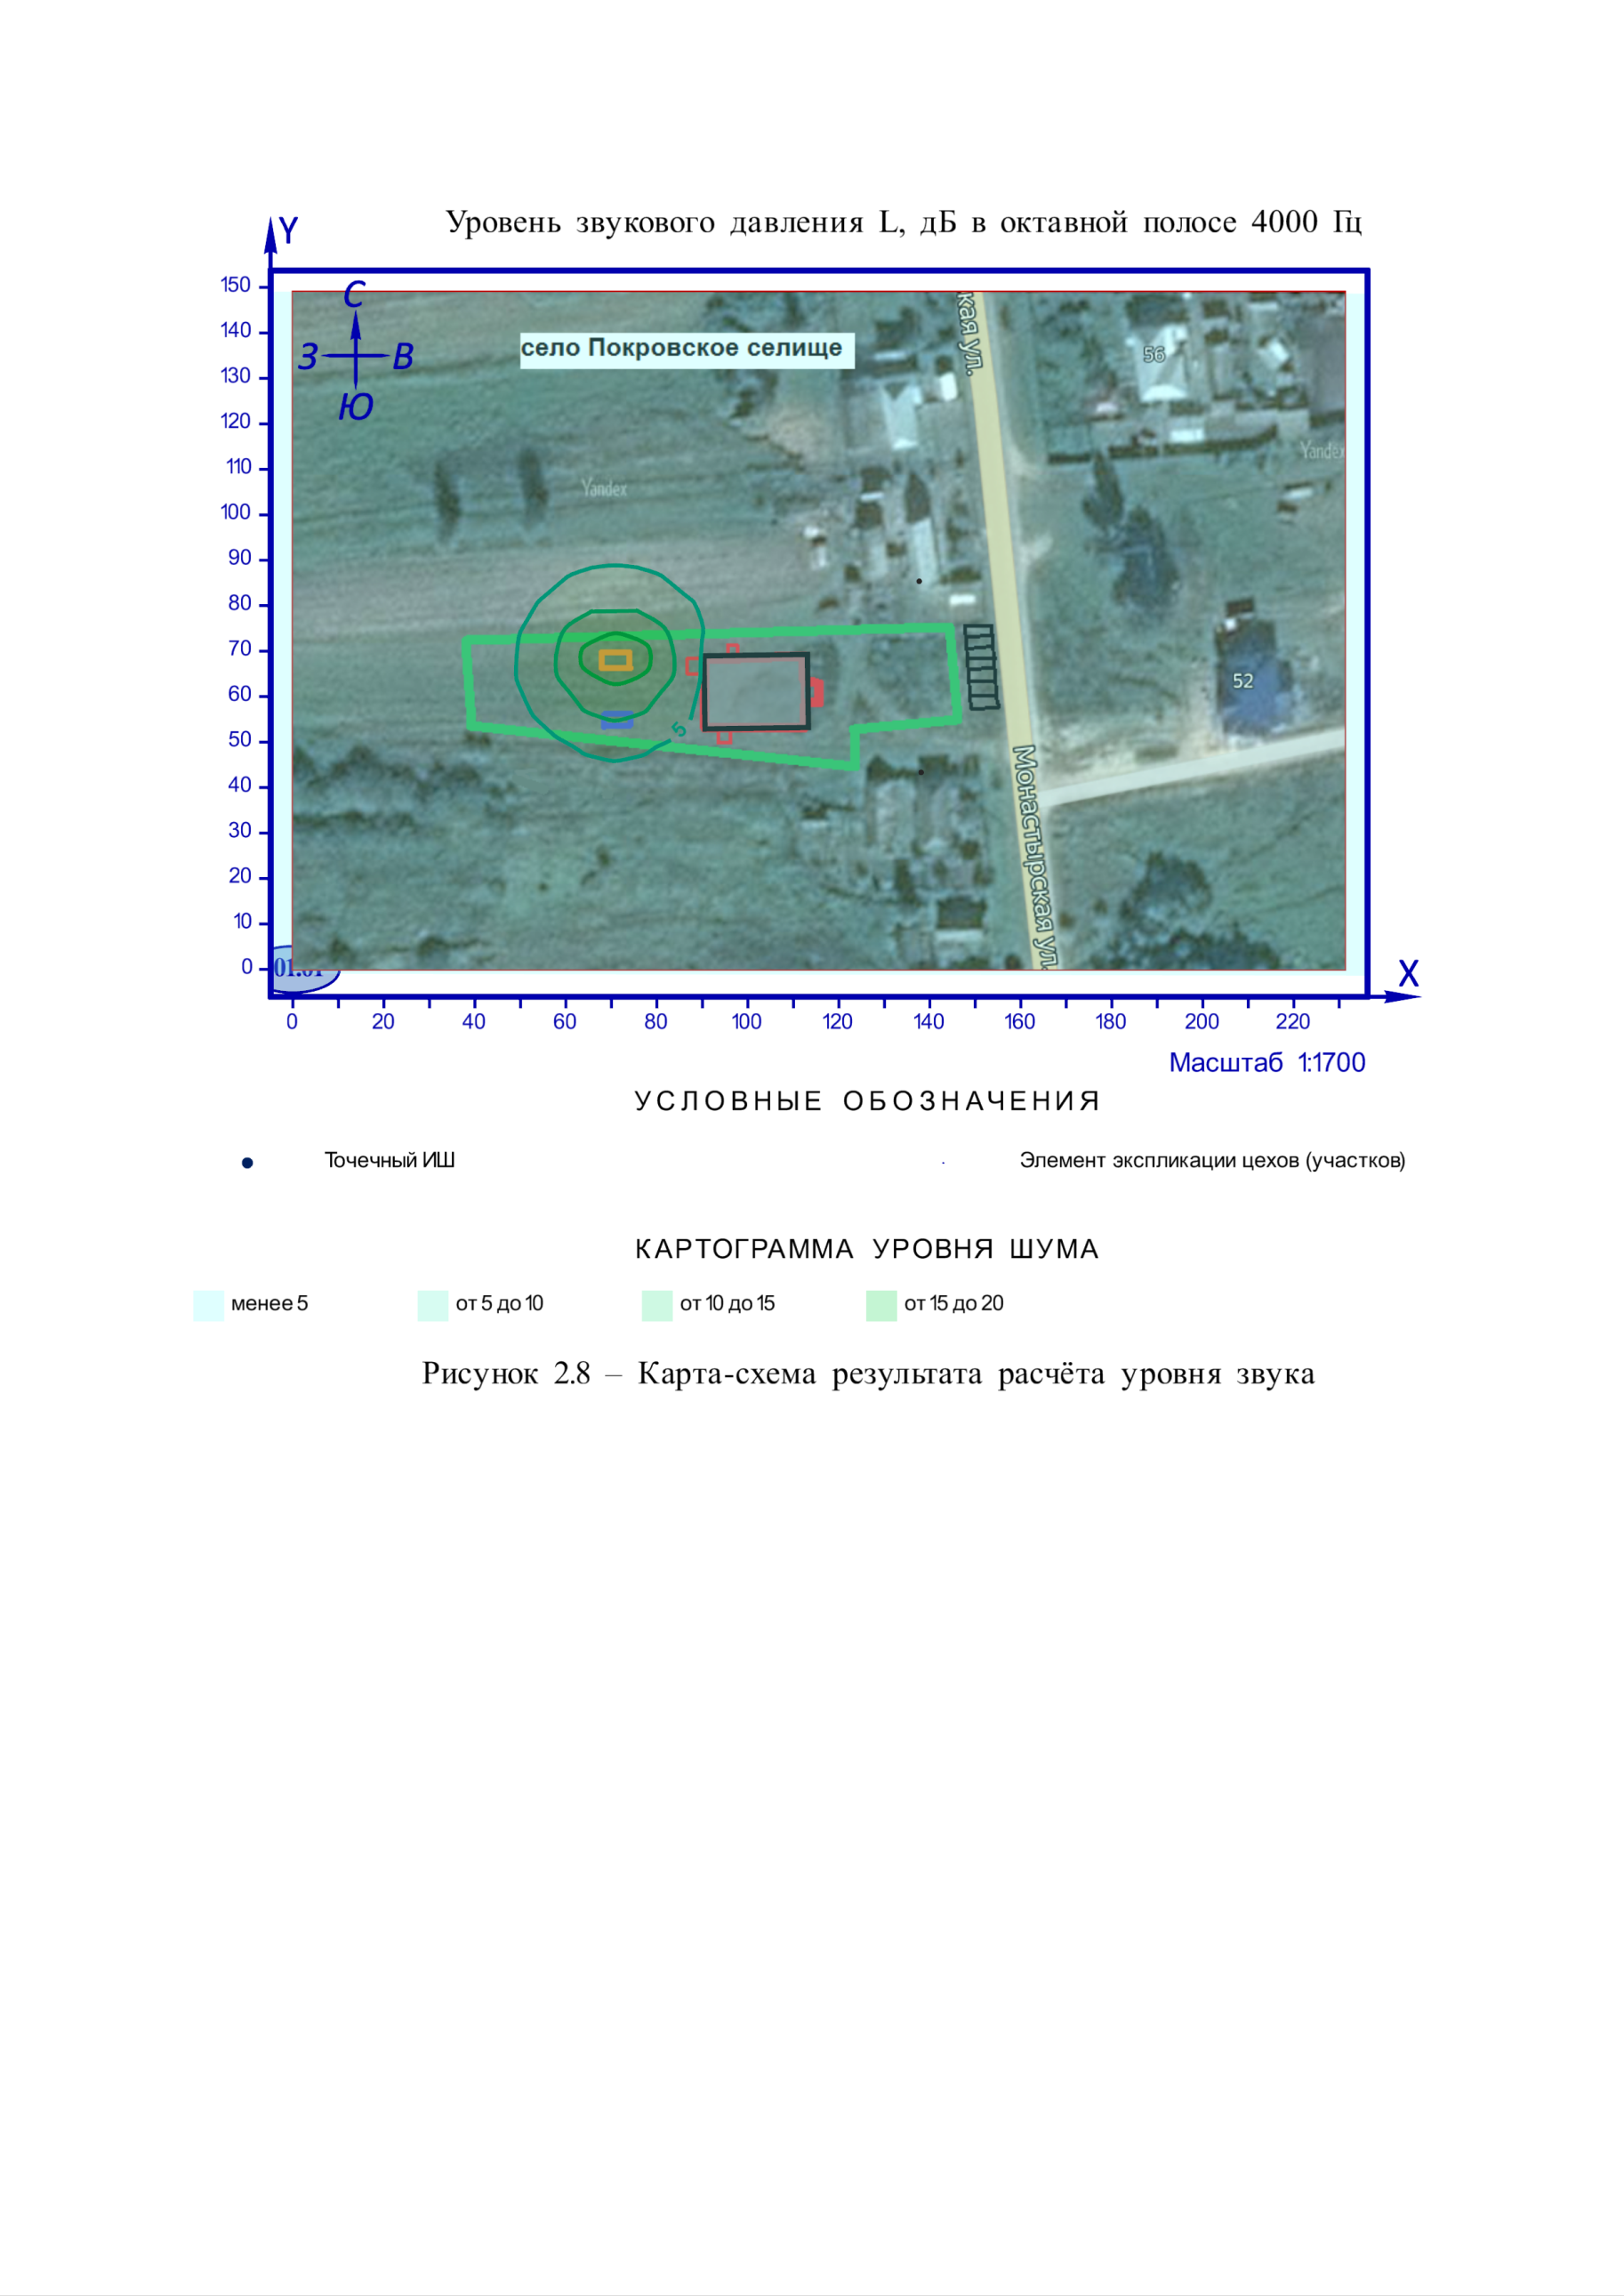 Уровень звукового давления L, дБ в октавной полосе 4000 Гц
Y
150
140
130
120
110
100
90
80
70
60
50
40
30
20
10
0
С
З В
Ю
село Покровское селище
кая ул.
56
Yandex
Yandex
52
5
Монастырская ул.
01.01
X
0 20 40 60 80 100 120 140 160 180 200 220
Масштаб 1:1700
УСЛОВНЫЕ ОБОЗНАЧЕНИЯ
Точечный ИШ
Элемент экспликации цехов (участков)
КАРТОГРАММА УРОВНЯ ШУМА
менее 5 от 5 до 10 от 10 до 15 от 15 до 20
Рисунок 2.8 – Карта-схема результата расчёта уровня звука